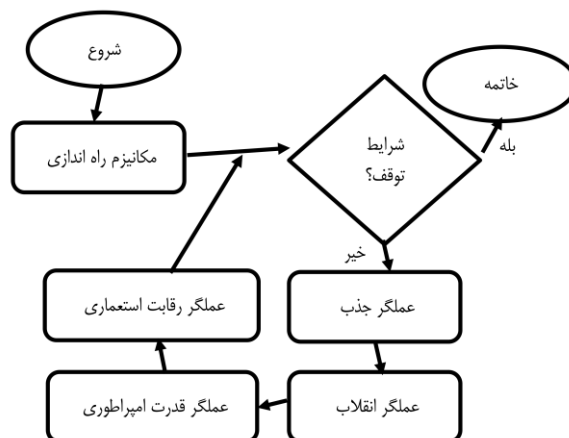 شروع
مکانیزم راه اندازی
شرایط
توقف؟
بله
خاتمه
خیر
عملگر جذب
عملگر انقلاب
عملگر قدرت امپراطوری
عملگر رقابت استعماری